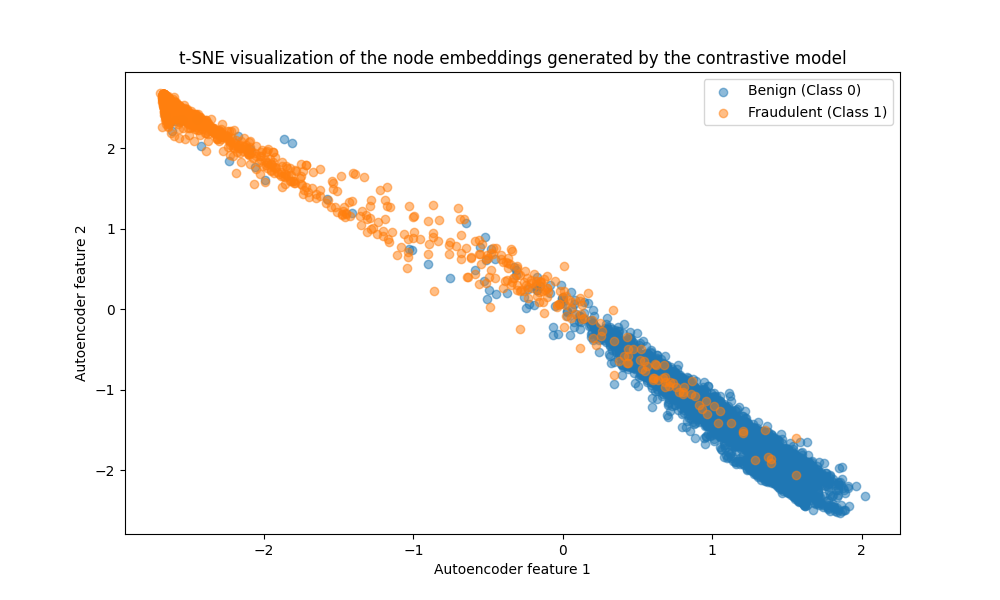 t-SNE visualization of the node embeddings generated by the contrastive model
Benign (Class 0)
Fraudulent (Class 1)
Autoencoder feature 2
2
1
0
−1
−2
−2
−1
0
1
2
Autoencoder feature 1